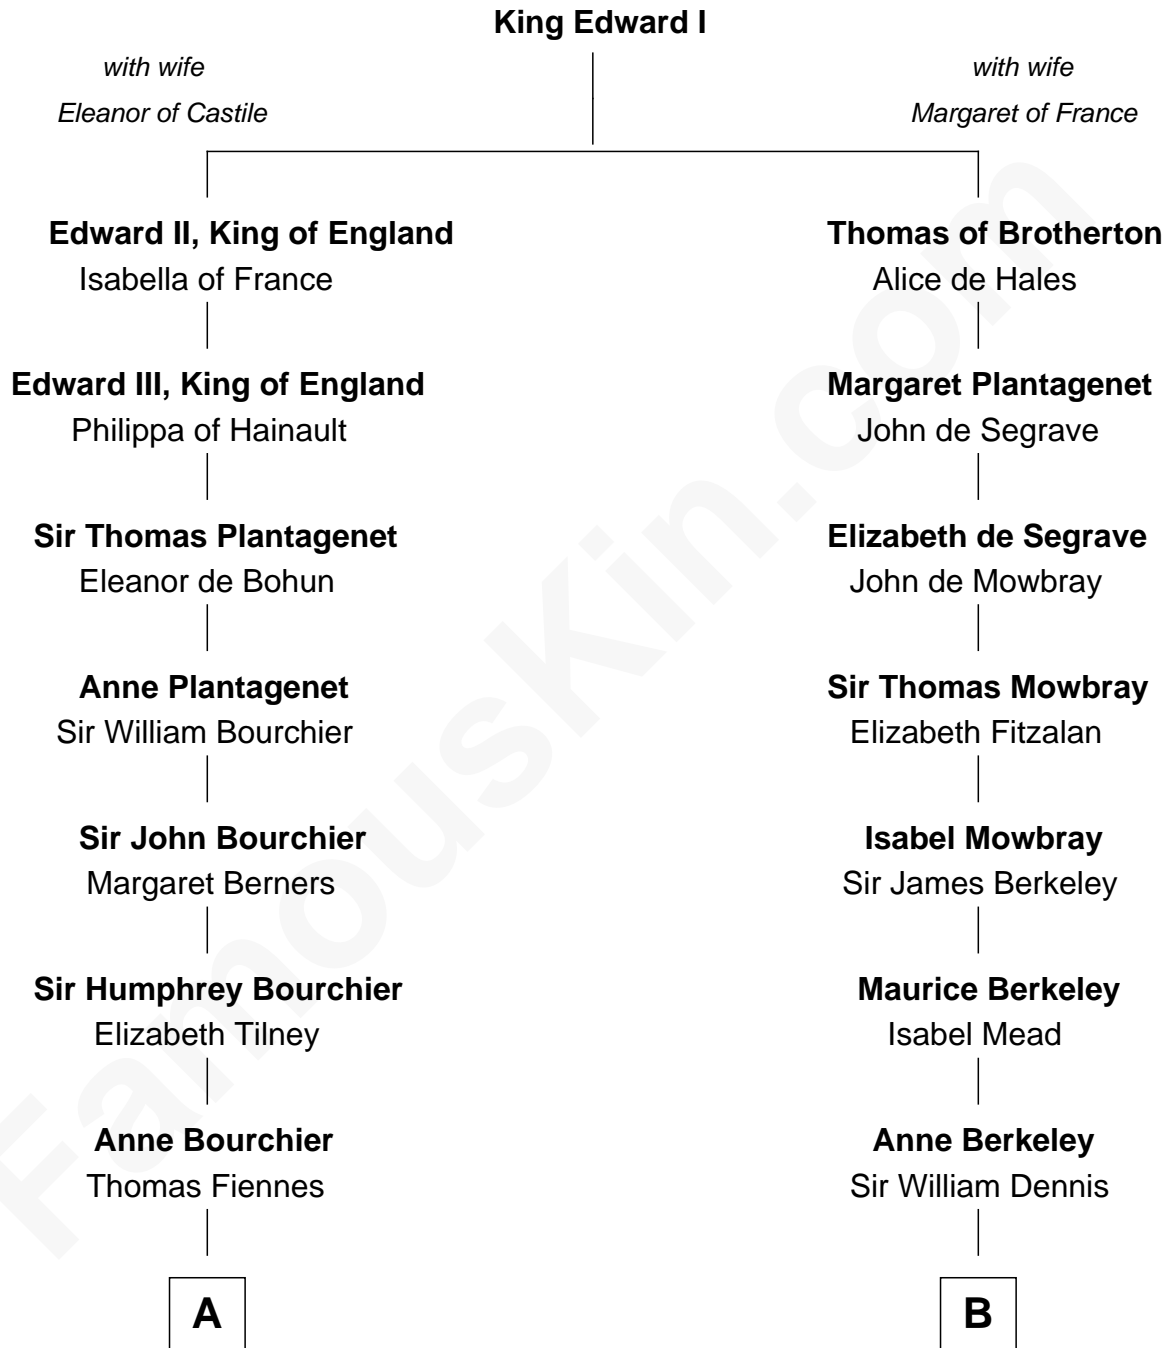 King Edward I
with wife
Eleanor of Castile
with wife
Margaret of France
Edward II, King of England
Isabella of France
Thomas of Brotherton
Alice de Hales
Edward III, King of England
Philippa of Hainault
Margaret Plantagenet
John de Segrave
Sir Thomas Plantagenet
Eleanor de Bohun
Elizabeth de Segrave
John de Mowbray
Anne Plantagenet
Sir William Bourchier
Sir Thomas Mowbray
Elizabeth Fitzalan
Sir John Bourchier
Margaret Berners
Isabel Mowbray
Sir James Berkeley
Sir Humphrey Bourchier
Elizabeth Tilney
Maurice Berkeley
Isabel Mead
Anne Bourchier
Thomas Fiennes
Anne Berkeley
Sir William Dennis
A
B
FamousKin.com